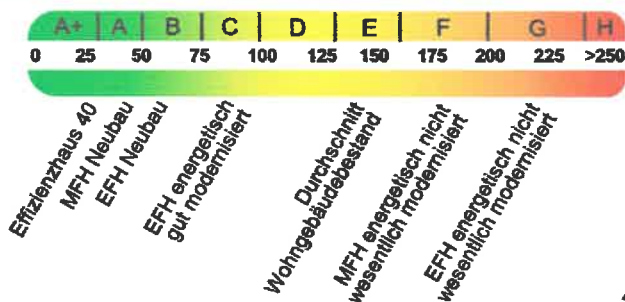 A+ A B C D E F G H
0 25 50 75 100 125 150 175 200 225 >250
Effizienzhaus 40
MFH Neubau
EFH Neubau
EFH energetisch
gut modernisiert
Durchschnitt
Wohngebäudebestand
MFH energetisch nicht
wesentlich modernisiert
EFH energetisch nicht
wesentlich modernisiert